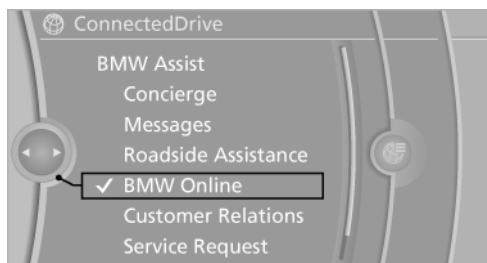 ConnectedDrive
BMW Assist
Concierge
Messages
Roadside Assistance
✓ BMW Online
Customer Relations
Service Request